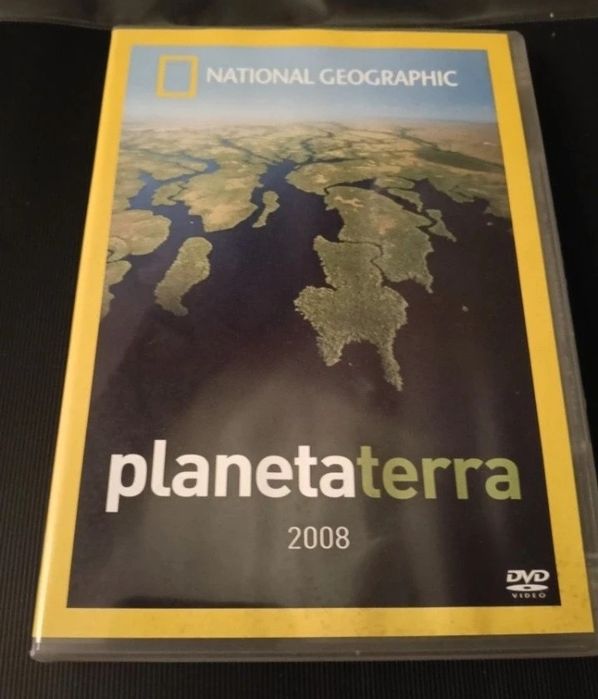 NATIONAL GEOGRAPHIC
planetaterra
2008
DVD
VIDEO